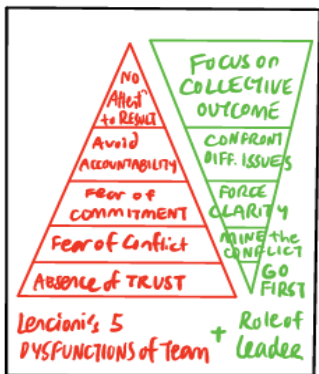 NO
Attent^n
to RESULT
Avoid
ACCOUNTABILITY
Fear of
COMMITMENT
Fear of Conflict
ABSENCE of TRUST
FOCUS on
COLLECTIVE
OUTCOME
CONFRONT
DIFF. ISSUES
FORCE
CLARITY
MINE the
CONFLICT
GO
FIRST
Lencioni's 5
DYSFUNCTIONS of Team
+ Role of
Leader